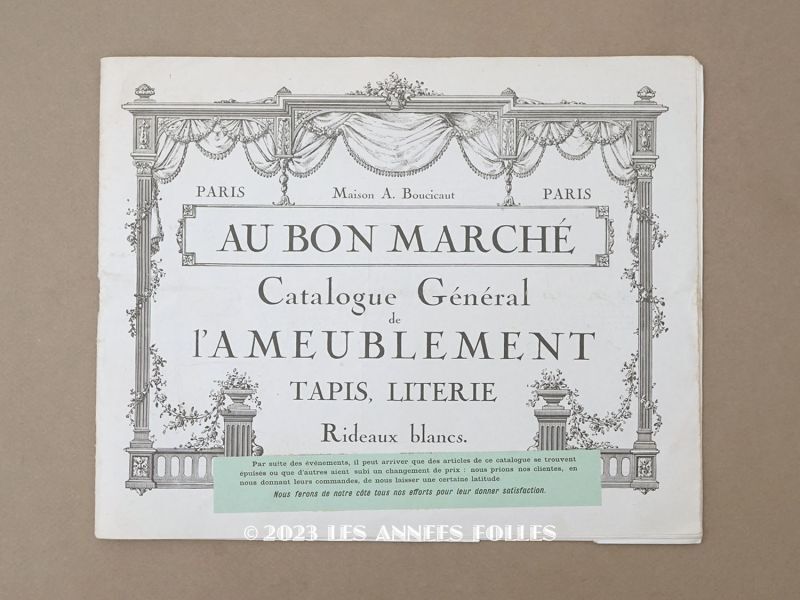 PARIS Maison A. Boucicaut PARIS
AU BON MARCHÉ
Catalogue Général
de
l'AMEUBLEMENT
TAPIS, LITERIE
Rideaux blancs.
Par suite des événements, il peut arriver que des articles de ce catalogue se trouvent
épuisés ou que d'autres aient subi un changement de prix : nous prions nos clientes, en
nous donnant leurs commandes, de nous laisser une certaine latitude
Nous ferons de notre côté tous nos efforts pour leur donner satisfaction.
© 2023 LES ANNEES FOLLES